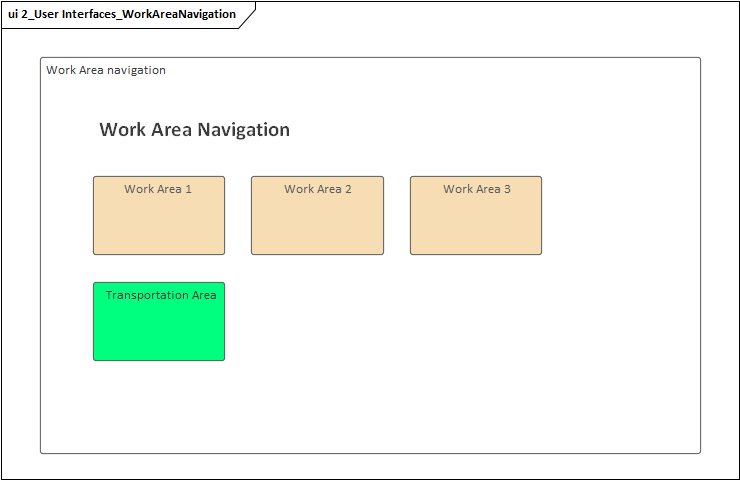 ui 2_User Interfaces_WorkAreaNavigation
Work Area navigation
Work Area Navigation
Work Area 1
Work Area 2
Work Area 3
Transportation Area